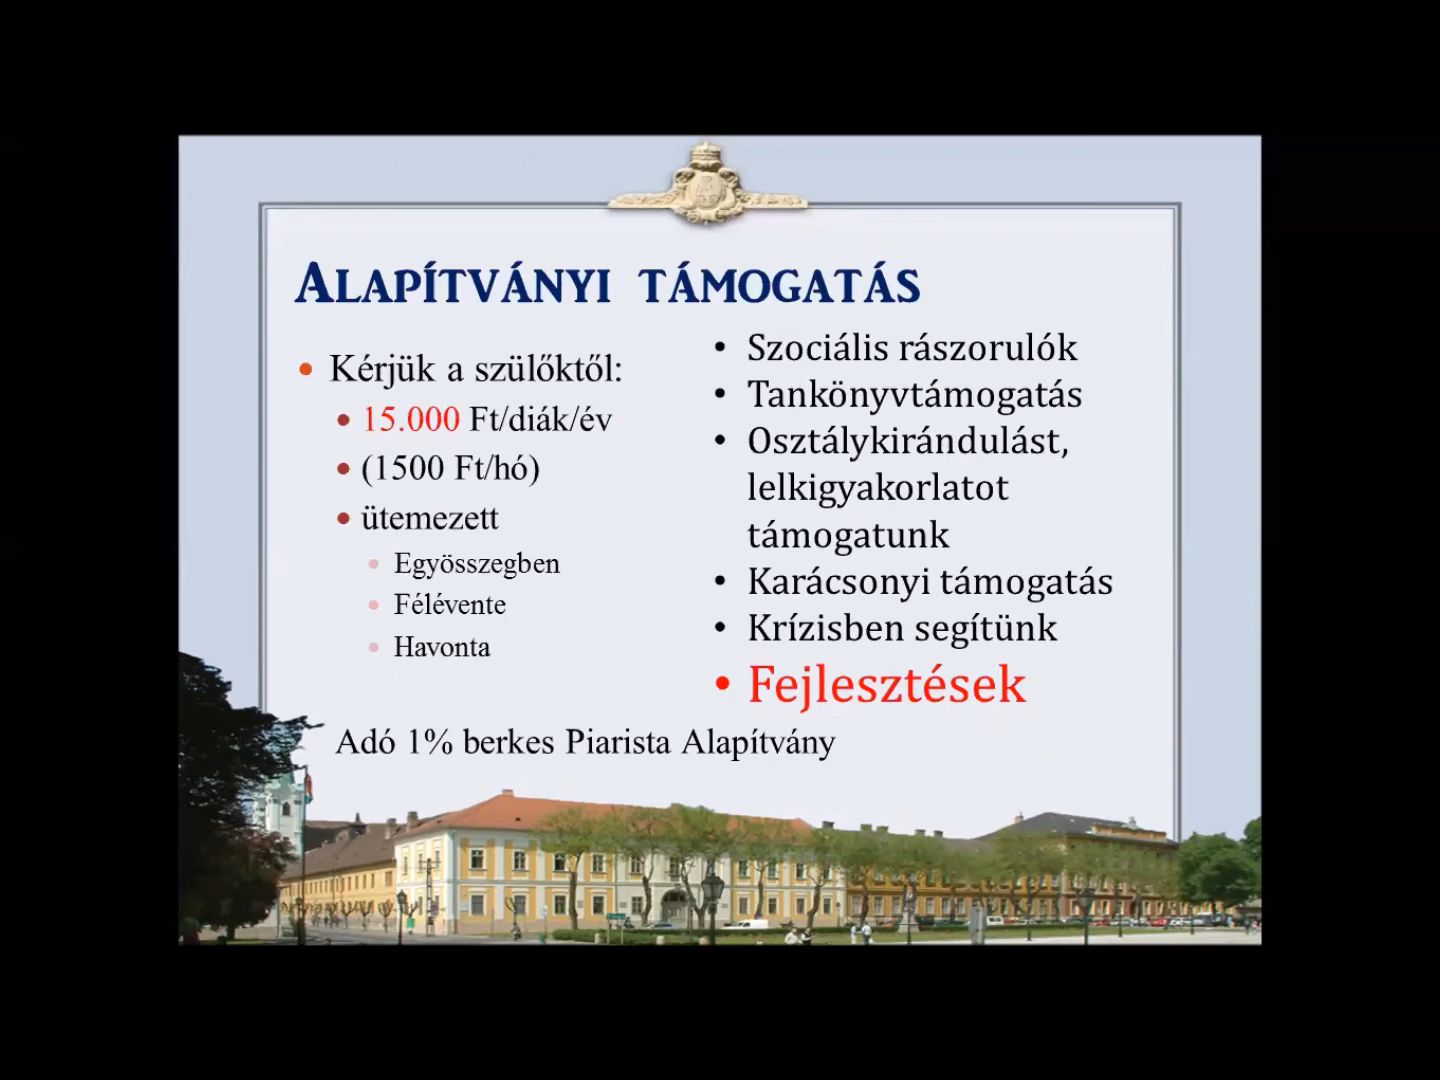 ALAPÍTVÁNYI TÁMOGATÁS
• Kérjük a szülőktől:
• 15.000 Ft/diák/év
• (1500 Ft/hó)
• ütemezett
• Egyösszegben
• Félévente
• Havonta
• Szociális rászorulók
• Tankönyvtámogatás
• Osztálykirándulást,
lelkigyakorlatot
támogatunk
• Karácsonyi támogatás
• Krízisben segítünk
• Fejlesztések
Adó 1% berkes Piarista Alapítvány